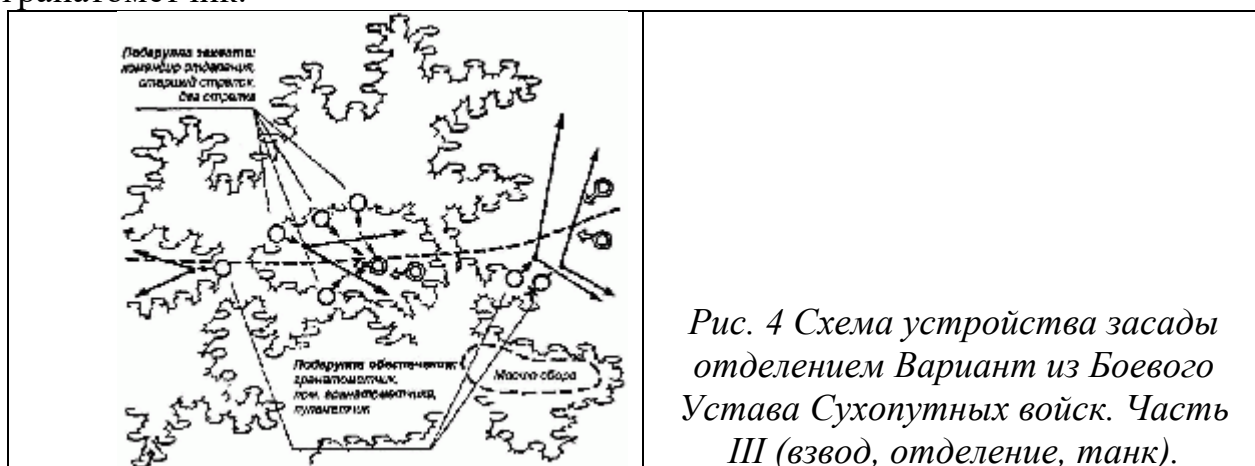 гранатометчик.
Подгруппа захвата:
командир отделения,
старший стрелок,
два стрелка
Подгруппа обеспечения:
гранатометчик,
пом. гранатометчика,
пулеметчик
Место сбора
Рис. 4 Схема устройства засады
отделением Вариант из Боевого
Устава Сухопутных войск. Часть
III (взвод, отделение, танк).